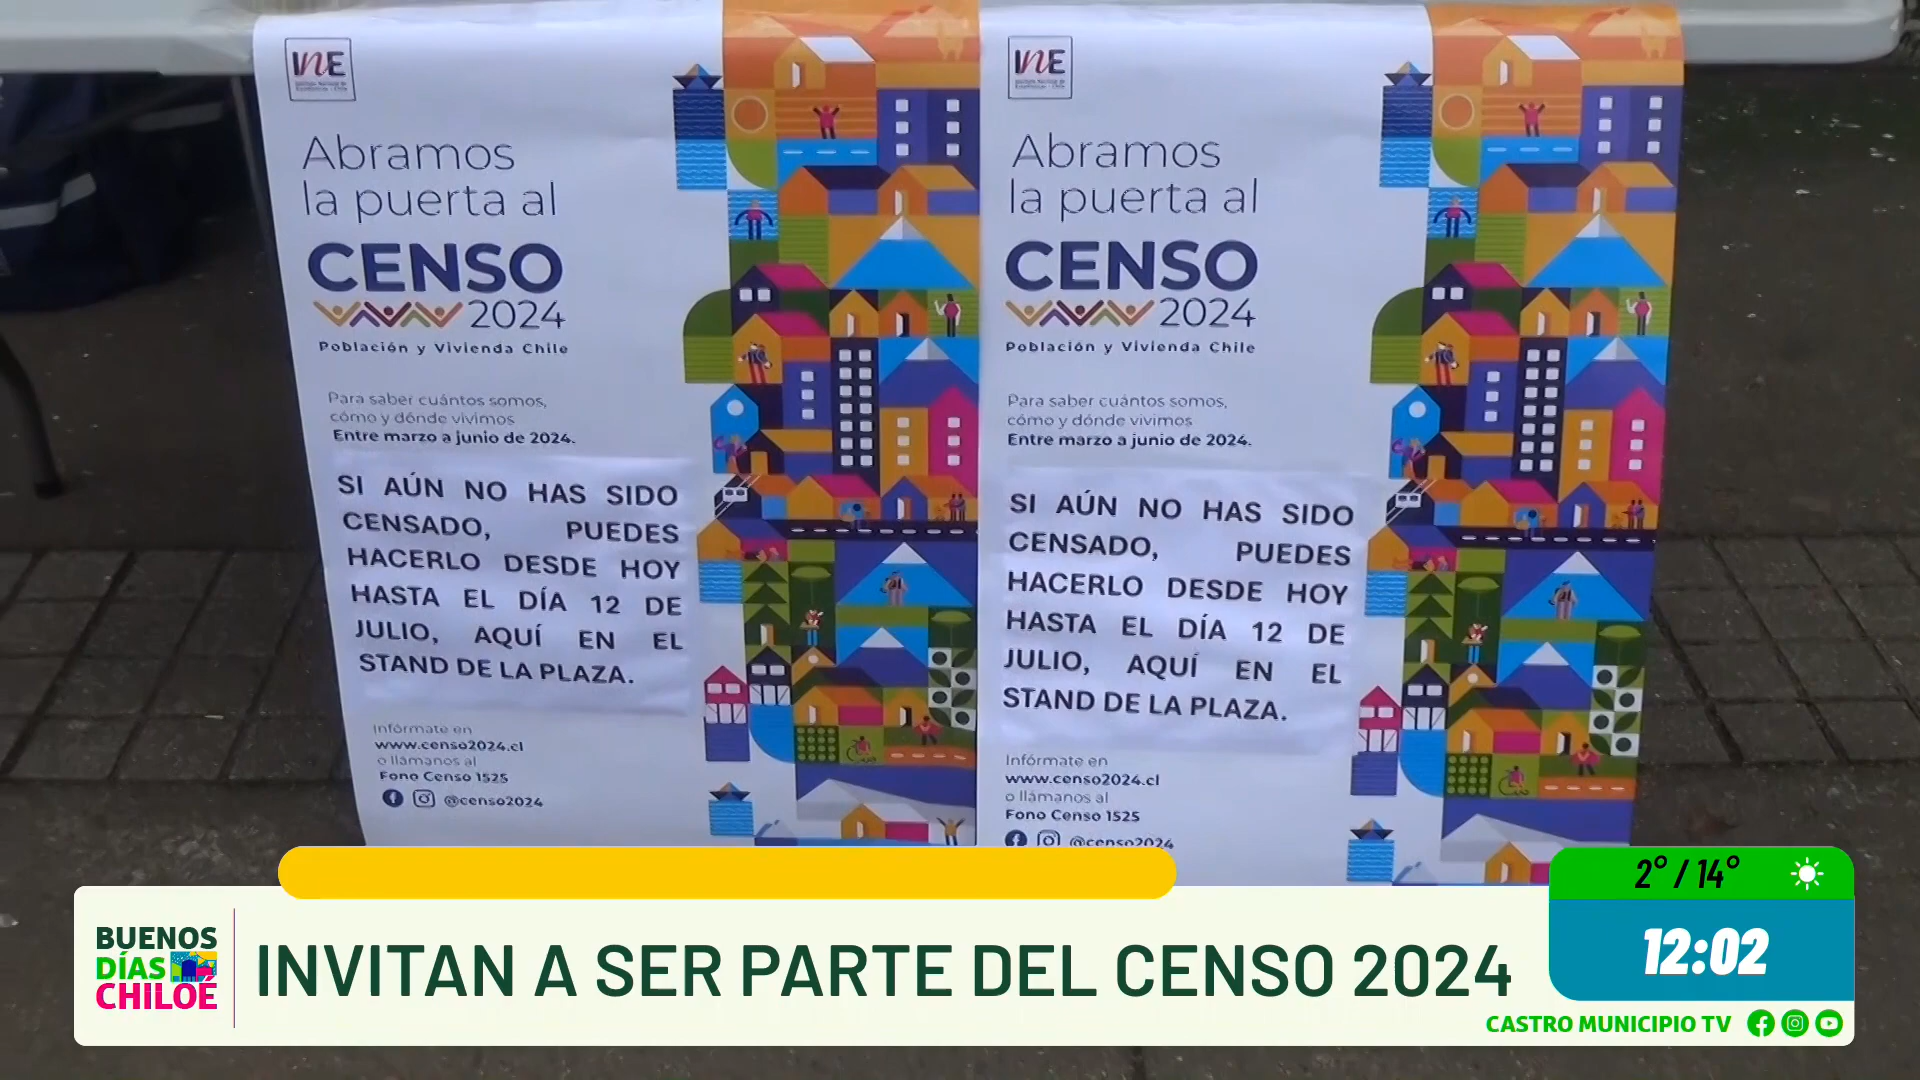 INE
Abramos
la puerta al
CENSO
2024
Población y Vivienda Chile
Para saber cuántos somos,
cómo y dónde vivimos
Entre marzo a junio de 2024.
SI AÚN NO HAS SIDO
CENSADO, PUEDES
HACERLO DESDE HOY
HASTA EL DÍA 12 DE
JULIO, AQUÍ EN EL
STAND DE LA PLAZA.
Infórmate en
www.censo2024.cl
o llámanos al
Fono Censo 1525
@censo2024
INE
Abramos
la puerta al
CENSO
2024
Población y Vivienda Chile
Para saber cuántos somos,
cómo y dónde vivimos
Entre marzo a junio de 2024.
SI AÚN NO HAS SIDO
CENSADO, PUEDES
HACERLO DESDE HOY
HASTA EL DÍA 12 DE
JULIO, AQUÍ EN EL
STAND DE LA PLAZA.
Infórmate en
www.censo2024.cl
o llámanos al
Fono Censo 1525
@censo2024
2° / 14°
12:02
BUENOS
DÍAS
CHILOÉ
INVITAN A SER PARTE DEL CENSO 2024
CASTRO MUNICIPIO TV